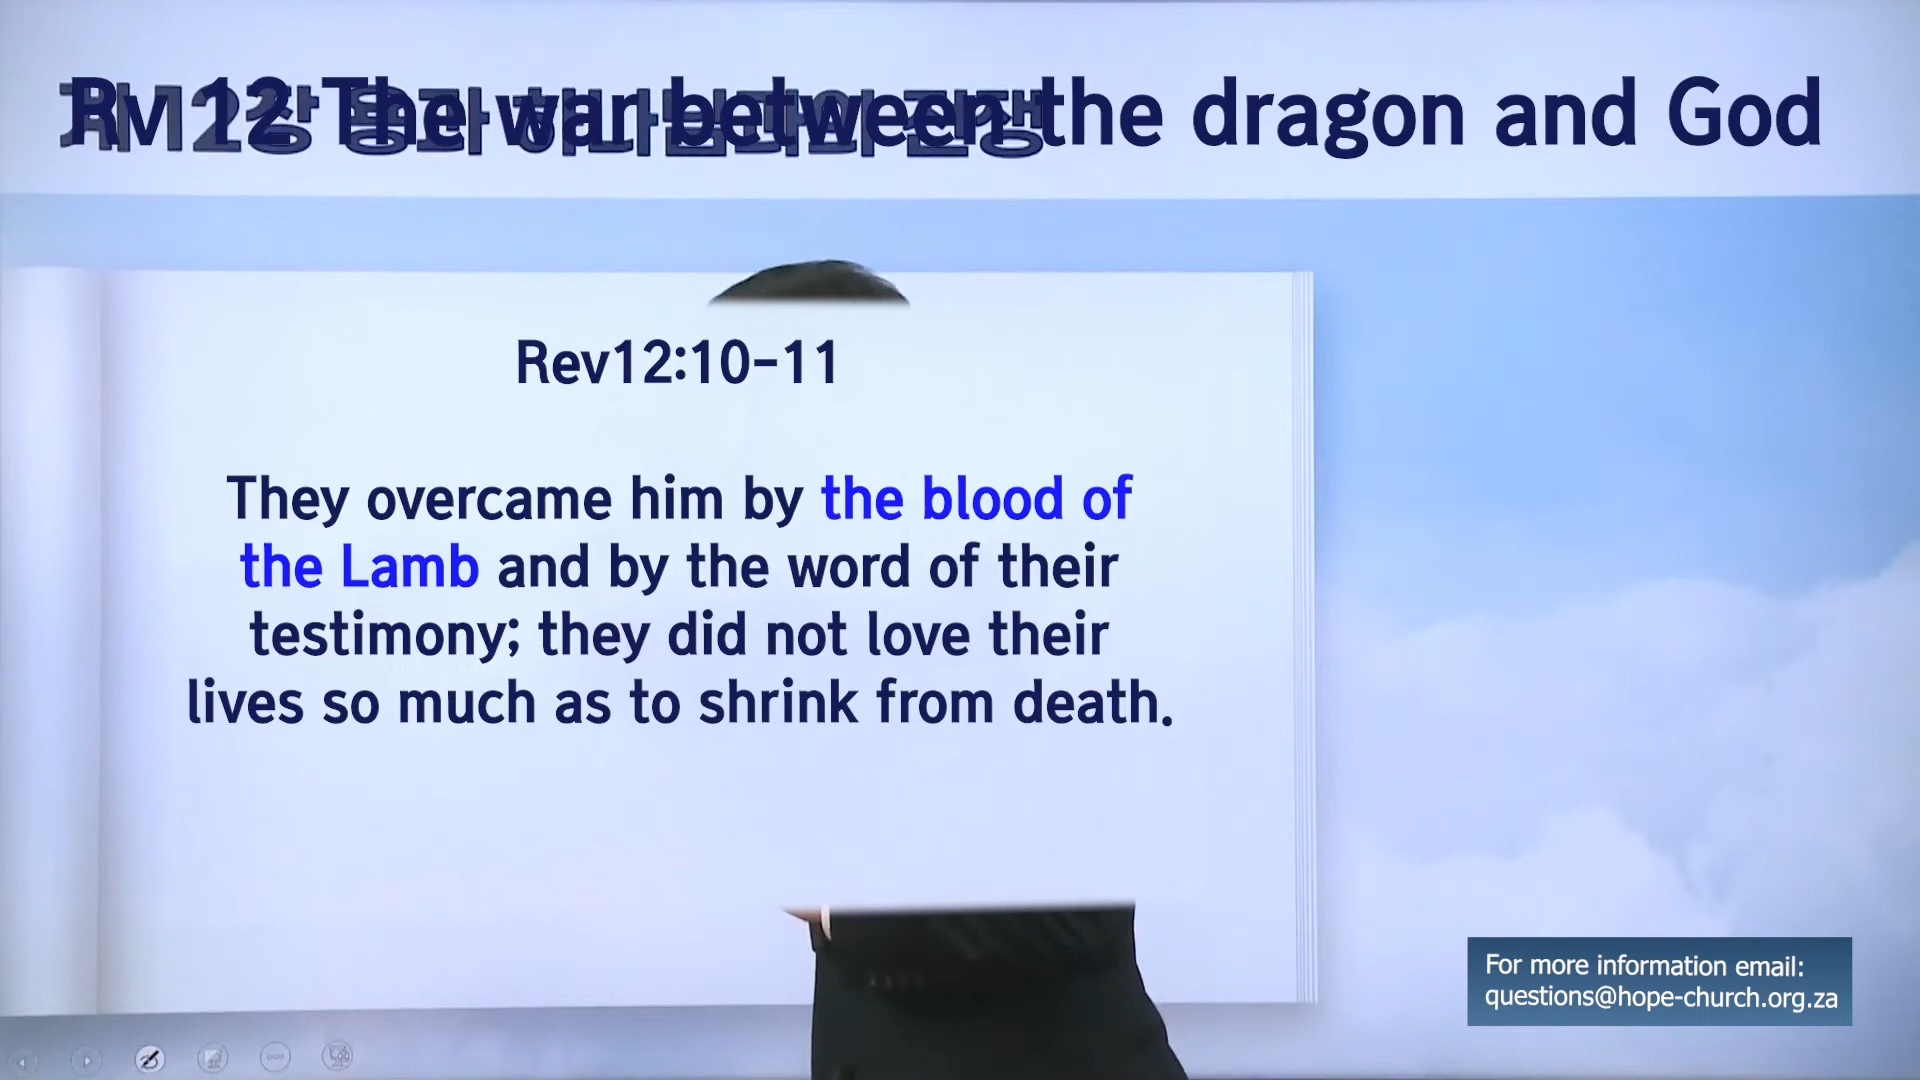 Rv 12 The war between the dragon and God
Rev12:10-11
They overcame him by the blood of
the Lamb and by the word of their
testimony; they did not love their
lives so much as to shrink from death.
For more information email:
questions@hope-church.org.za